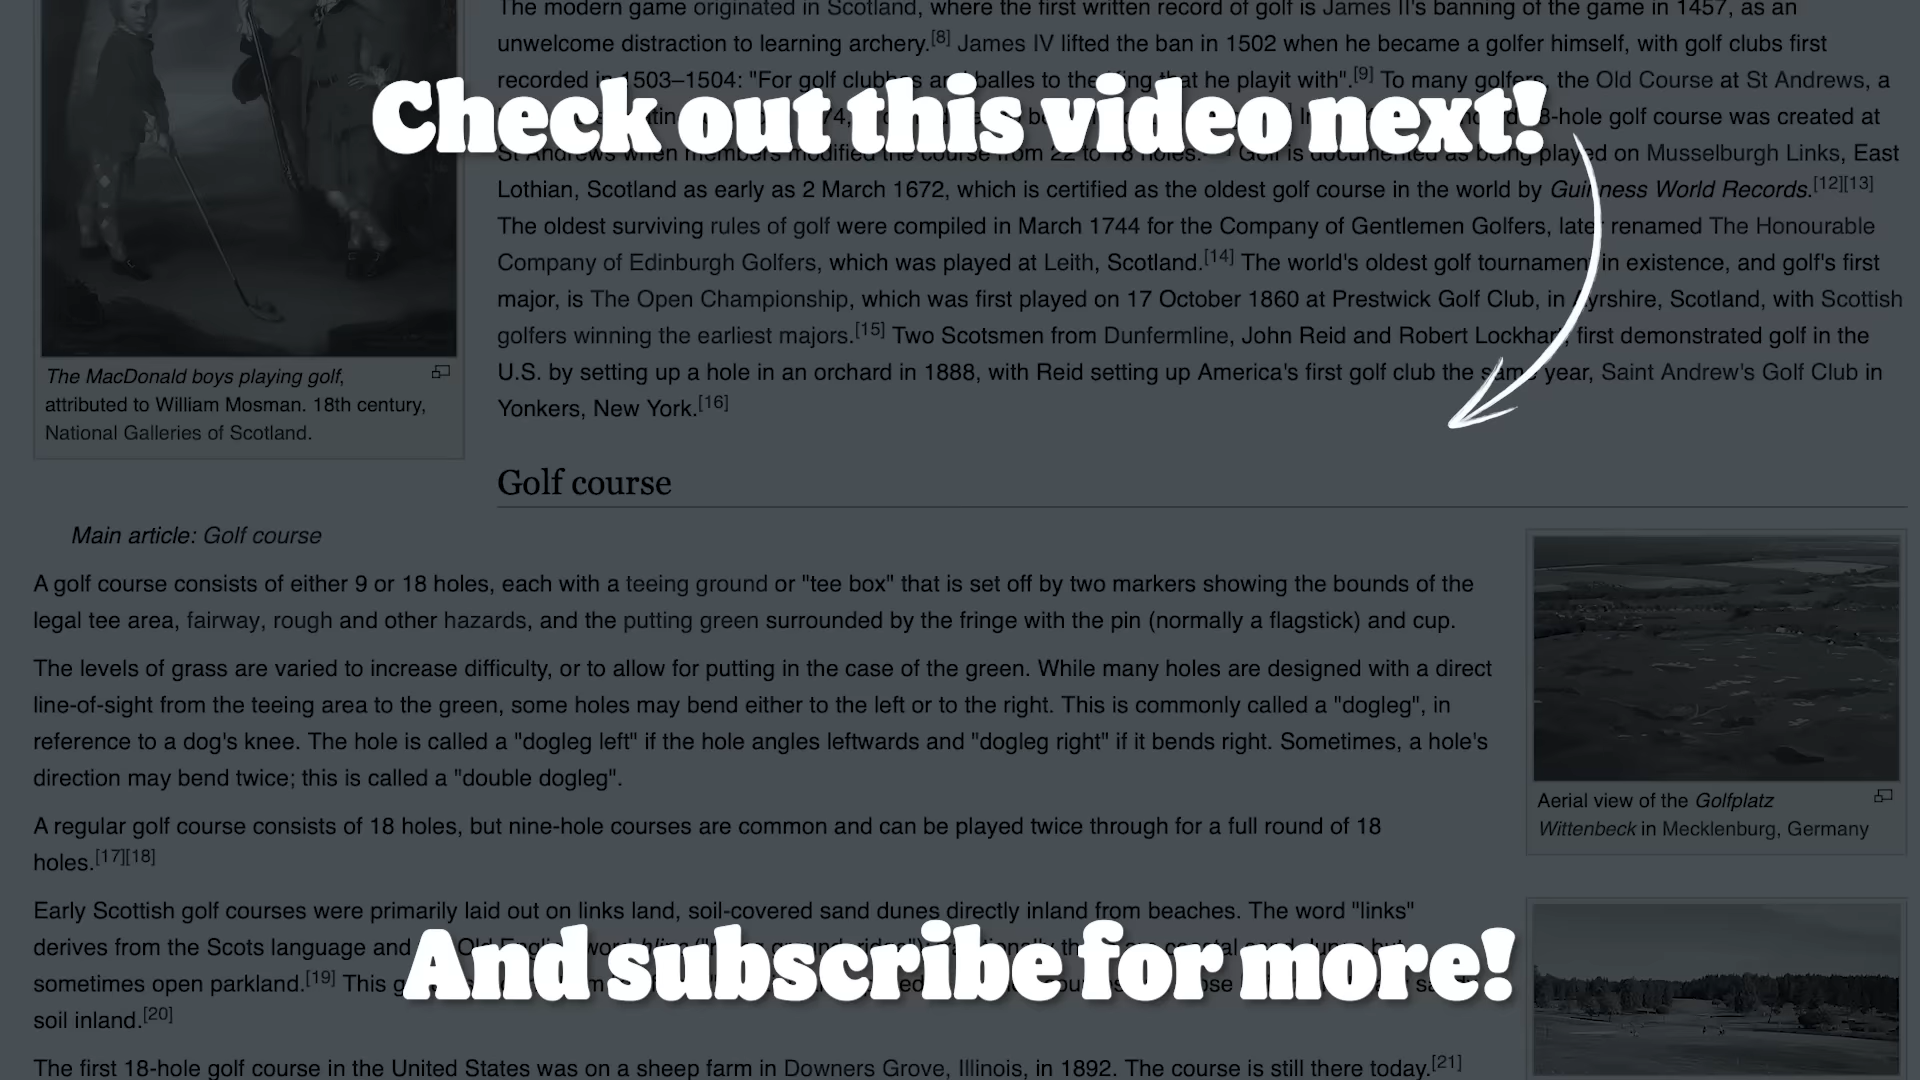 The modern game originated in Scotland, where the first written record of golf is James II's banning of the game in 1457, as an
unwelcome distraction to learning archery.[8] James IV lifted the ban in 1502 when he became a golfer himself, with golf clubs first
recorded in 1503–1504: "For golf clubbes and balles to the King that he playit with".[9] To many golfers, the Old Course at St Andrews, a
Check out this video next!
-hole golf course was created at
St Andrews when members modified the course from 22 to 18 holes. Golf is documented as being played on Musselburgh Links, East
Lothian, Scotland as early as 2 March 1672, which is certified as the oldest golf course in the world by Guinness World Records.[12][13]
The oldest surviving rules of golf were compiled in March 1744 for the Company of Gentlemen Golfers, later renamed The Honourable
Company of Edinburgh Golfers, which was played at Leith, Scotland.[14] The world's oldest golf tournament in existence, and golf's first
major, is The Open Championship, which was first played on 17 October 1860 at Prestwick Golf Club, in Ayrshire, Scotland, with Scottish
golfers winning the earliest majors.[15] Two Scotsmen from Dunfermline, John Reid and Robert Lockhart, first demonstrated golf in the
U.S. by setting up a hole in an orchard in 1888, with Reid setting up America's first golf club the same year, Saint Andrew's Golf Club in
Yonkers, New York.[16]
The MacDonald boys playing golf,
attributed to William Mosman. 18th century,
National Galleries of Scotland.
Golf course
Main article: Golf course
A golf course consists of either 9 or 18 holes, each with a teeing ground or "tee box" that is set off by two markers showing the bounds of the
legal tee area, fairway, rough and other hazards, and the putting green surrounded by the fringe with the pin (normally a flagstick) and cup.
The levels of grass are varied to increase difficulty, or to allow for putting in the case of the green. While many holes are designed with a direct
line-of-sight from the teeing area to the green, some holes may bend either to the left or to the right. This is commonly called a "dogleg", in
reference to a dog's knee. The hole is called a "dogleg left" if the hole angles leftwards and "dogleg right" if it bends right. Sometimes, a hole's
direction may bend twice; this is called a "double dogleg".
Aerial view of the Golfplatz
Wittenbeck in Mecklenburg, Germany
A regular golf course consists of 18 holes, but nine-hole courses are common and can be played twice through for a full round of 18
holes.[17][18]
Early Scottish golf courses were primarily laid out on links land, soil-covered sand dunes directly inland from beaches. The word "links"
derives from the Scots language and
sometimes open parkland.[19] This
And subscribe for more!
soil inland.[20]
The first 18-hole golf course in the United States was on a sheep farm in Downers Grove, Illinois, in 1892. The course is still there today.[21]